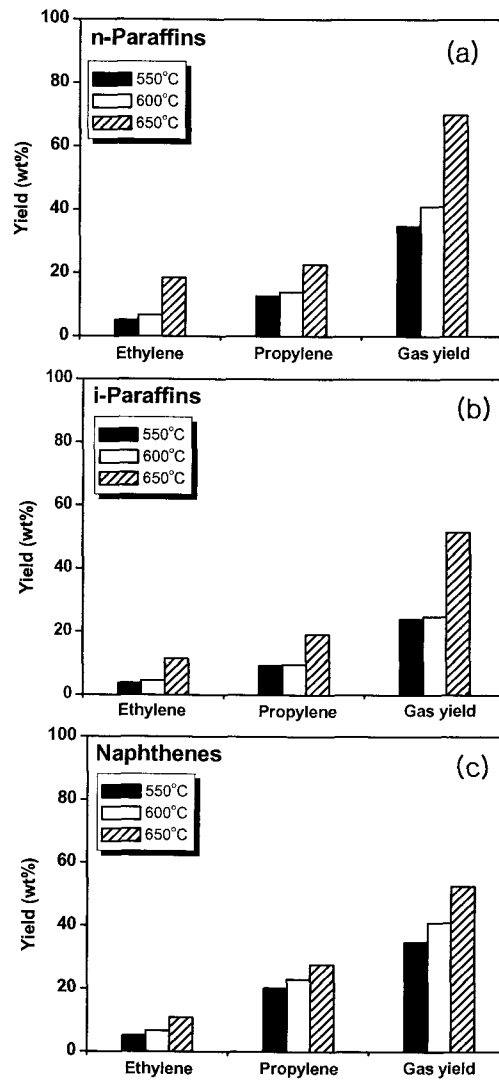 n-Paraffins
(a)
550°C
600°C
650°C
Yield (wt%)
100
80
60
40
20
0
Ethylene Propylene Gas yield
i-Paraffins
(b)
550°C
600°C
650°C
Yield (wt%)
100
80
60
40
20
0
Ethylene Propylene Gas yield
Naphthenes
(c)
550°C
600°C
650°C
Yield (wt%)
100
80
60
40
20
0
Ethylene Propylene Gas yield